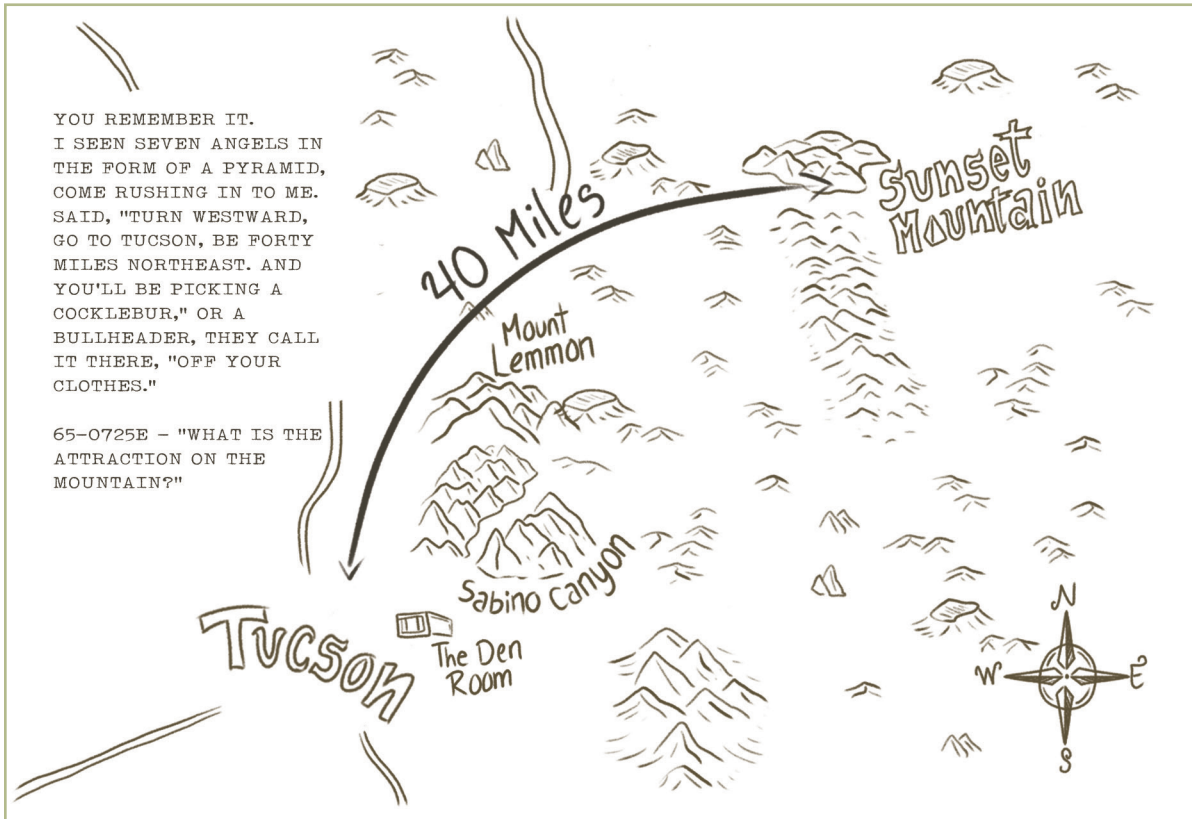 YOU REMEMBER IT.
I SEEN SEVEN ANGELS IN
THE FORM OF A PYRAMID,
COME RUSHING IN TO ME.
SAID, "TURN WESTWARD,
GO TO TUCSON, BE FORTY
MILES NORTHEAST. AND
YOU'LL BE PICKING A
COCKLEBUR," OR A
BULLHEADER, THEY CALL
IT THERE, "OFF YOUR
CLOTHES."
65-0725E – "WHAT IS THE
ATTRACTION ON THE
MOUNTAIN?"
40 Miles
Sunset
Mountain
Mount
Lemmon
Sabino Canyon
Tucson
The Den
Room
N
W
E
S